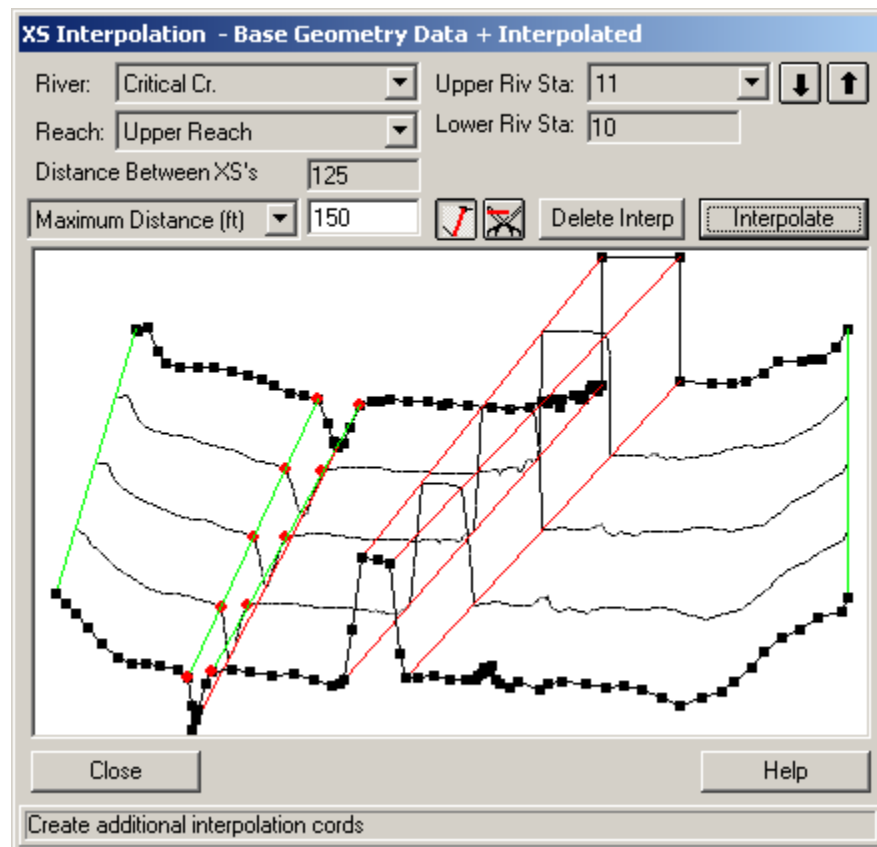 XS Interpolation - Base Geometry Data + Interpolated
River: Critical Cr. Upper Riv Sta: 11
Reach: Upper Reach Lower Riv Sta: 10
Distance Between XS's 125
Maximum Distance (ft) 150 Delete Interp Interpolate
Close Help
Create additional interpolation cords